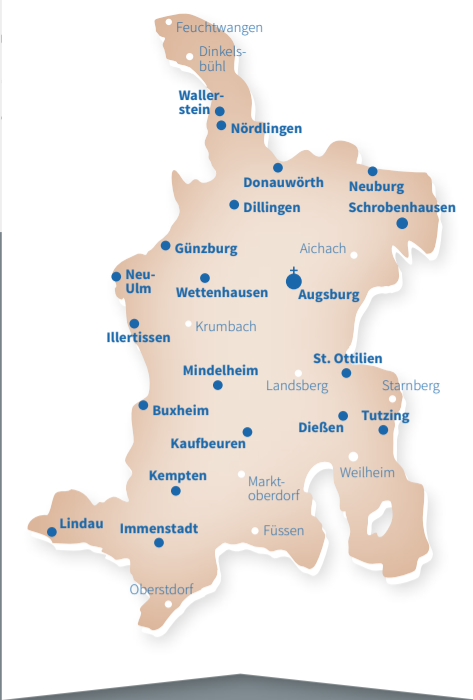 Feuchtwangen
Dinkels-
bühl
Waller-
stein
Nördlingen
Donauwörth
Neuburg
Dillingen
Schrobenhausen
Günzburg
Aichach
Neu-
Ulm
Wettenhausen
Augsburg
Krumbach
Illertissen
St. Ottilien
Mindelheim
Landsberg
Starnberg
Buxheim
Tutzing
Dießen
Kaufbeuren
Weilheim
Kempten
Markt-
oberdorf
Lindau
Immenstadt
Füssen
Oberstdorf